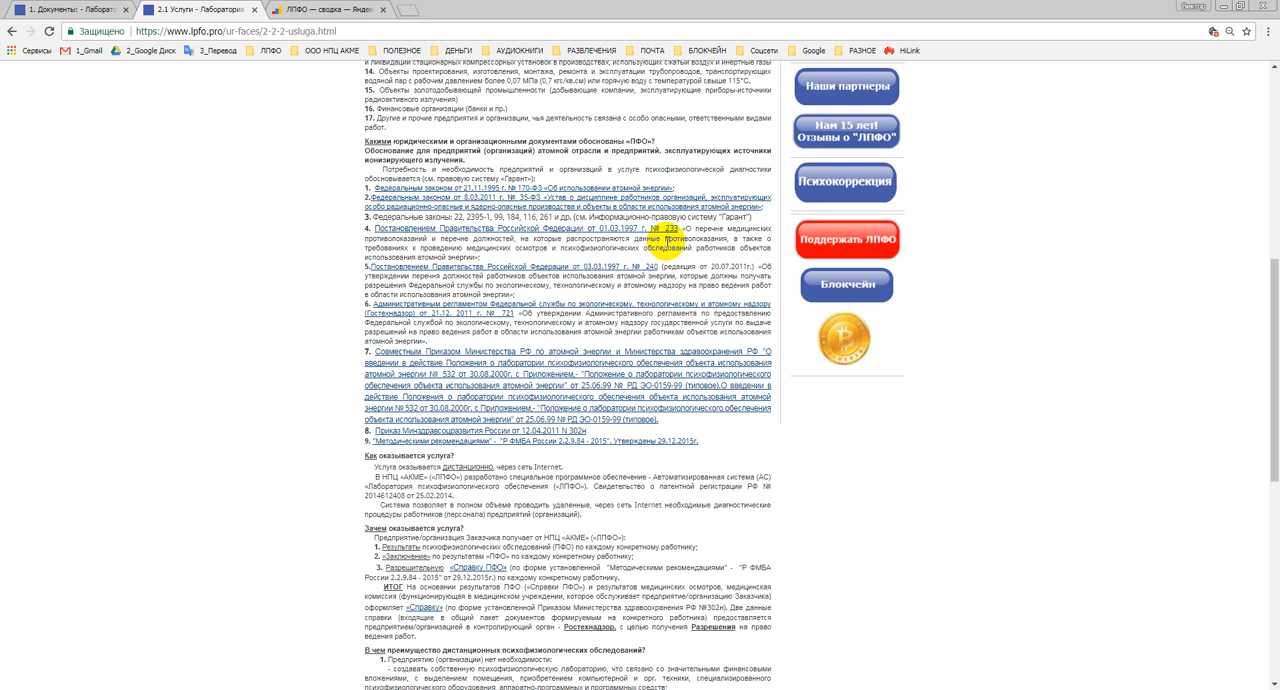 1. Документы: - Лаборато
2.1 Услуги - Лаборатория
ЛПФО — сводка — Яндек
Виктор
Защищено
https://www.lpfo.pro/ur-faces/2-2-2-usluga.html
Сервисы
1_Gmail
2_Google Диск
3_Перевод
ЛПФО
ООО НПЦ АКМЕ
ПОЛЕЗНОЕ
ДЕНЬГИ
АУДИОКНИГИ
РАЗВЛЕЧЕНИЯ
ПОЧТА
БЛОКЧЕЙН
Соцсети
Google
РАЗНОЕ
HiLink
и ликвидации стационарных компрессорных установок в производствах, использующих сжатый воздух и инертные газы
14. Объекты проектирования, изготовления, монтажа, ремонта и эксплуатации трубопроводов, транспортирующих
водяной пар с рабочим давлением более 0,07 МПа (0,7 кгс/кв.см) или горячую воду с температурой свыше 115°С.
15. Объекты золотодобывающей промышленности (добывающие компании, эксплуатирующие приборы-источники
радиоактивного излучения)
16. Финансовые организации (банки и пр.)
17. Другие и прочие предприятия и организации, чья деятельность связана с особо опасными, ответственными видами
работ.
Какими юридическими и организационными документами обоснованы «ПФО»?
Обоснование для предприятий (организаций) атомной отрасли и предприятий, эксплуатирующих источники
ионизирующего излучения.
Потребность и необходимость предприятий и организаций в услуге психофизиологической диагностики
обосновывается (см. правовую систему «Гарант»):
1. Федеральным законом от 21.11.1995 г. № 170-ФЗ «Об использовании атомной энергии»;
2.Федеральным законом от 8.03.2011 г. № 35-ФЗ «Устав о дисциплине работников организаций, эксплуатирующих
особо радиационно-опасные и ядерно-опасные производства и объекты в области использования атомной энергии»;
3. Федеральные законы: 22, 2395-1, 99, 184, 116, 261 и др. (см. Информационно-правовую систему "Гарант")
4. Постановлением Правительства Российской Федерации от 01.03.1997 г. № 233 «О перечне медицинских
противопоказаний и перечне должностей, на которые распространяются данные противопоказания, а также о
требованиях к проведению медицинских осмотров и психофизиологических обследований работников объектов
использования атомной энергии»;
5.Постановлением Правительства Российской Федерации от 03.03.1997 г. № 240 (редакция от 20.07.2011г.) «Об
утверждении перечня должностей работников объектов использования атомной энергии, которые должны получать
разрешения Федеральной службы по экологическому, технологическому и атомному надзору на право ведения работ
в области использования атомной энергии»;
6. Административным регламентом Федеральной службы по экологическому, технологическому и атомному надзору
(Гостехнадзор) от 21.12. 2011 г. № 721 «Об утверждении Административного регламента по предоставлению
Федеральной службой по экологическому, технологическому и атомному надзору государственной услуги по выдаче
разрешений на право ведения работ в области использования атомной энергии работникам объектов использования
атомной энергии».
7. Совместным Приказом Министерства РФ по атомной энергии и Министерства здравоохранения РФ "О
введении в действие Положения о лаборатории психофизиологического обеспечения объекта использования
атомной энергии № 532 от 30.08.2000г. с Приложением.- "Положение о лаборатории психофизиологического
обеспечения объекта использования атомной энергии" от 25.06.99 № РД ЭО-0159-99 (типовое).О введении в
действие Положения о лаборатории психофизиологического обеспечения объекта использования атомной
энергии № 532 от 30.08.2000г. с Приложением.- "Положение о лаборатории психофизиологического обеспечения
объекта использования атомной энергии" от 25.06.99 № РД ЭО-0159-99 (типовое).
8. Приказ Минздравсоцразвития России от 12.04.2011 N 302н
9. "Методическими рекомендациями" - "Р ФМБА России 2.2.9.84 - 2015". Утверждены 29.12.2015г.
Как оказывается услуга?
Услуга оказывается дистанционно, через сеть Internet.
В НПЦ «АКМЕ» («ЛПФО») разработано специальное программное обеспечение - Автоматизированная система (АС)
«Лаборатория психофизиологического обеспечения («ЛПФО»). Свидетельство о патентной регистрации РФ №
2014612408 от 25.02.2014.
Система позволяет в полном объеме проводить удаленные, через сеть Internet необходимые диагностические
процедуры работников (персонала) предприятий (организаций).
Зачем оказывается услуга?
Предприятие/организация Заказчика получает от НПЦ «АКМЕ» («ЛПФО»):
1. Результаты психофизиологических обследований (ПФО) по каждому конкретному работнику;
2. «Заключение» по результатам «ПФО» по каждому конкретному работнику;
3. Разрешительную «Справку ПФО» (по форме установленной "Методическими рекомендациями" - "Р ФМБА
России 2.2.9.84 - 2015" от 29.12.2015г.) по каждому конкретному работнику.
ИТОГ На основании результатов ПФО («Справки ПФО») и результатов медицинских осмотров, медицинская
комиссия (функционирующая в медицинском учреждении, которое обслуживает предприятие/организацию Заказчика)
оформляет «Справку» (по форме установленной Приказом Министерства здравоохранения РФ №302н). Две данные
справки (входящие в общий пакет документов формируемым на конкретного работника) предоставляется
предприятием/организацией в контролирующий орган - Ростехнадзор, с целью получения Разрешения на право
ведения работ.
В чем преимущество дистанционных психофизиологических обследований?
1. Предприятию (организации) нет необходимости:
- создавать собственную психофизиологическую лабораторию, что связано со значительными финансовыми
вложениями, с выделением помещения, приобретением компьютерной и орг. техники, специализированного
психофизиологического оборудования, аппаратно-программных и программных средств;
Наши партнеры
Нам 15 лет!
Отзывы о "ЛПФО"
Психокоррекция
Поддержать ЛПФО
Блокчейн